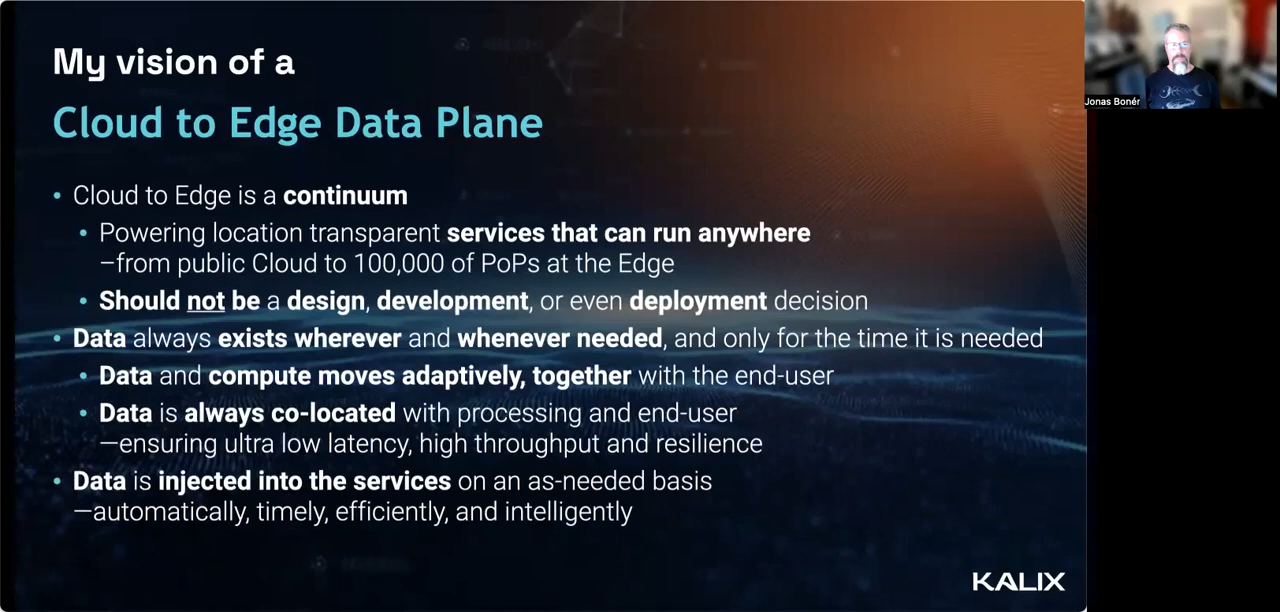 My vision of a
Cloud to Edge Data Plane
Jonas Bonér
• Cloud to Edge is a continuum
• Powering location transparent services that can run anywhere
–from public Cloud to 100,000 of PoPs at the Edge
• Should not be a design, development, or even deployment decision
• Data always exists wherever and whenever needed, and only for the time it is needed
• Data and compute moves adaptively, together with the end-user
• Data is always co-located with processing and end-user
—ensuring ultra low latency, high throughput and resilience
• Data is injected into the services on an as-needed basis
—automatically, timely, efficiently, and intelligently
KALIX